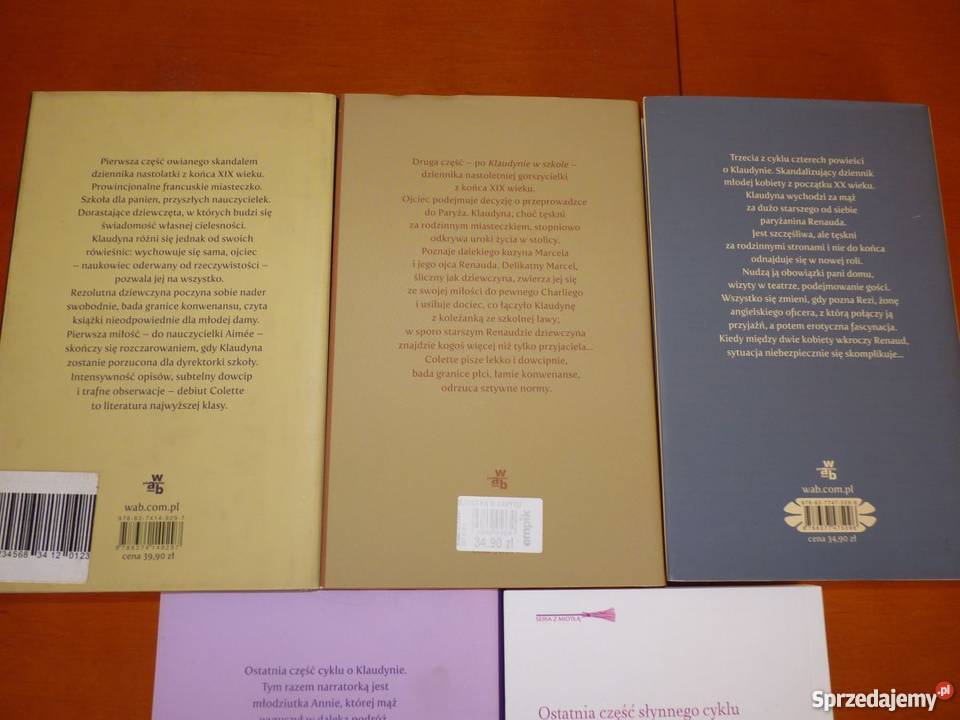 Pierwsza część owianego skandalem
dziennika nastolatki z końca XIX wieku.
Prowincjonalne francuskie miasteczko.
Szkoła dla panien, przyszłych nauczycielek.
Dorastające dziewczęta, w których budzi się
świadomość własnej cielesności.
Klaudyna różni się jednak od swoich
rówieśnic: wychowuje się sama, ojciec
– naukowiec oderwany od rzeczywistości –
pozwala jej na wszystko.
Rezolutna dziewczyna poczyna sobie nader
swobodnie, bada granice konwenansu, czyta
książki nieodpowiednie dla młodej damy.
Pierwsza miłość – do nauczycielki Aimée –
skończy się rozczarowaniem, gdy Klaudyna
zostanie porzucona dla dyrektorki szkoły.
Intensywność opisów, subtelny dowcip
i trafne obserwacje – debiut Colette
to literatura najwyższej klasy.
w
ab
wab.com.pl
cena 39,90 zł
234568 34 12 0123
Druga część – po Klaudynie w szkole –
dziennika nastoletniej gorszycielki
z końca XIX wieku.
Ojciec podejmuje decyzję o przeprowadzce
do Paryża. Klaudyna, choć tęskni
za rodzinnym miasteczkiem, stopniowo
odkrywa uroki życia w stolicy.
Poznaje dalekiego kuzyna Marcela
i jego ojca Renauda. Delikatny Marcel,
śliczny jak dziewczyna, zwierza jej się
ze swojej miłości do pewnego Charliego
i usiłuje dociec, co łączyło Klaudynę
z koleżanką ze szkolnej ławy;
w sporo starszym Renaudzie dziewczyna
znajdzie kogoś więcej niż tylko przyjaciela...
Colette pisze lekko i dowcipnie,
bada granice płci, łamie konwenanse,
odrzuca sztywne normy.
w
ab
empik
34,90 zł
Trzecia z cyklu czterech powieści
o Klaudynie. Skandalizujący dziennik
młodej kobiety z początku XX wieku.
Klaudyna wychodzi za mąż
za dużo starszego od siebie
paryżanina Renauda.
Jest szczęśliwa, ale tęskni
za rodzinnymi stronami i nie do końca
odnajduje się w nowej roli.
Nudzą ją obowiązki pani domu,
wizyty w teatrze, podejmowanie gości.
Wszystko się zmieni, gdy pozna Rezi, żonę
angielskiego oficera, z którą połączy ją
przyjaźń, a potem erotyczna fascynacja.
Kiedy między dwie kobiety wkroczy Renaud,
sytuacja niebezpiecznie się skomplikuje...
w
ab
wab.com.pl
cena 34,90 zł
Ostatnia część cyklu o Klaudynie.
Tym razem narratorką jest
młodziutka Annie, której mąż
wyruszył w daleką podróż
SERIA Z MIOTŁĄ
Ostatnia część słynnego cyklu
Sprzedajemy.pl